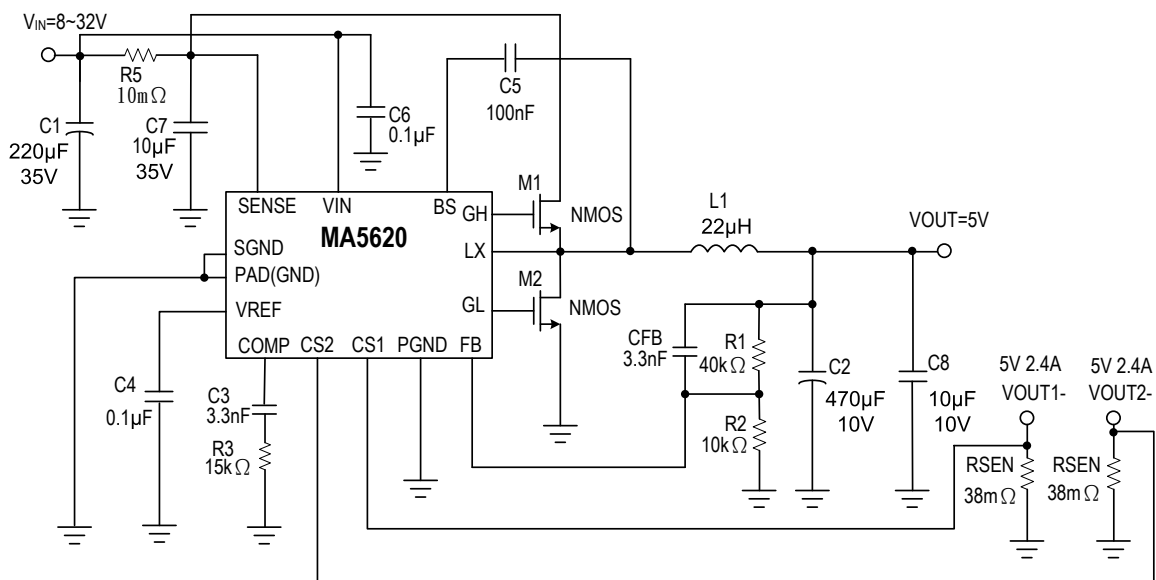 VIN=8~32V
R5
10mΩ
C1
220µF
35V
C7
10µF
35V
C6
0.1µF
C5
100nF
SENSE
VIN
BS
MA5620
GH
LX
GL
SGND
PAD(GND)
VREF
COMP
CS2
CS1
PGND
FB
M1
NMOS
M2
NMOS
L1
22µH
VOUT=5V
C4
0.1µF
C3
3.3nF
R3
15kΩ
CFB
3.3nF
R1
40kΩ
R2
10kΩ
C2
470µF
10V
C8
10µF
10V
5V 2.4A
VOUT1-
5V 2.4A
VOUT2-
RSEN
38mΩ
RSEN
38mΩ